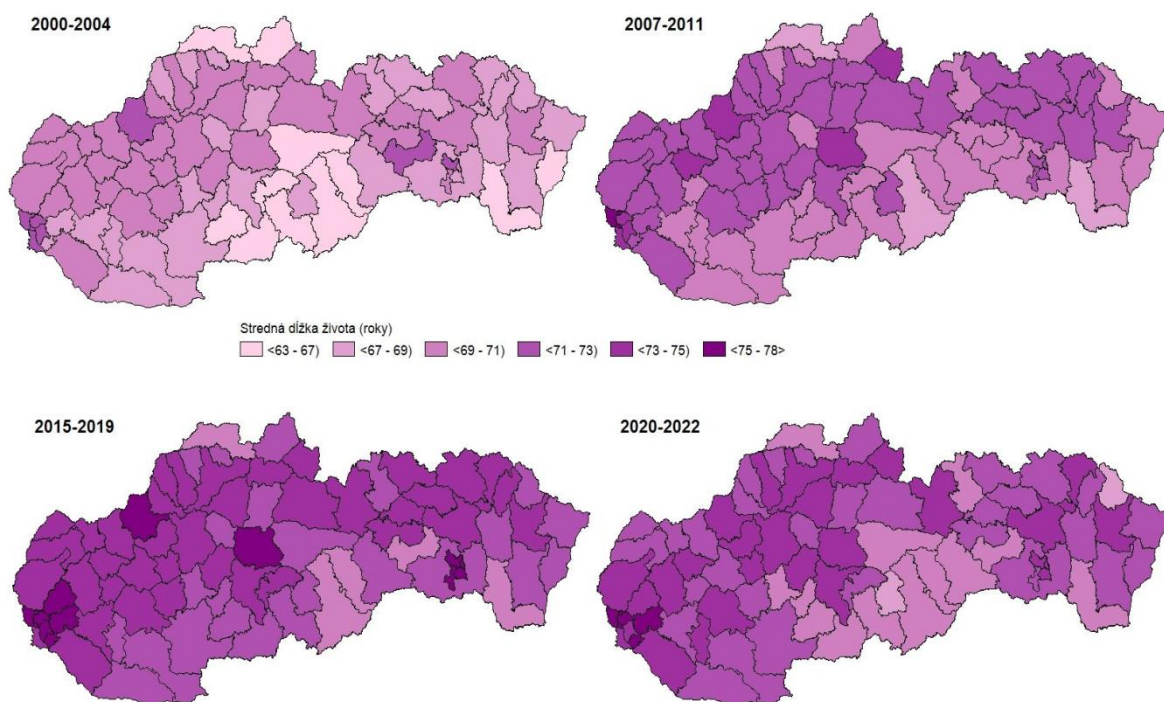 2000-2004
2007-2011
Stredná dĺžka života (roky)
<63 - 67) <67 - 69) <69 - 71) <71 - 73) <73 - 75) <75 - 78>
2015-2019
2020-2022